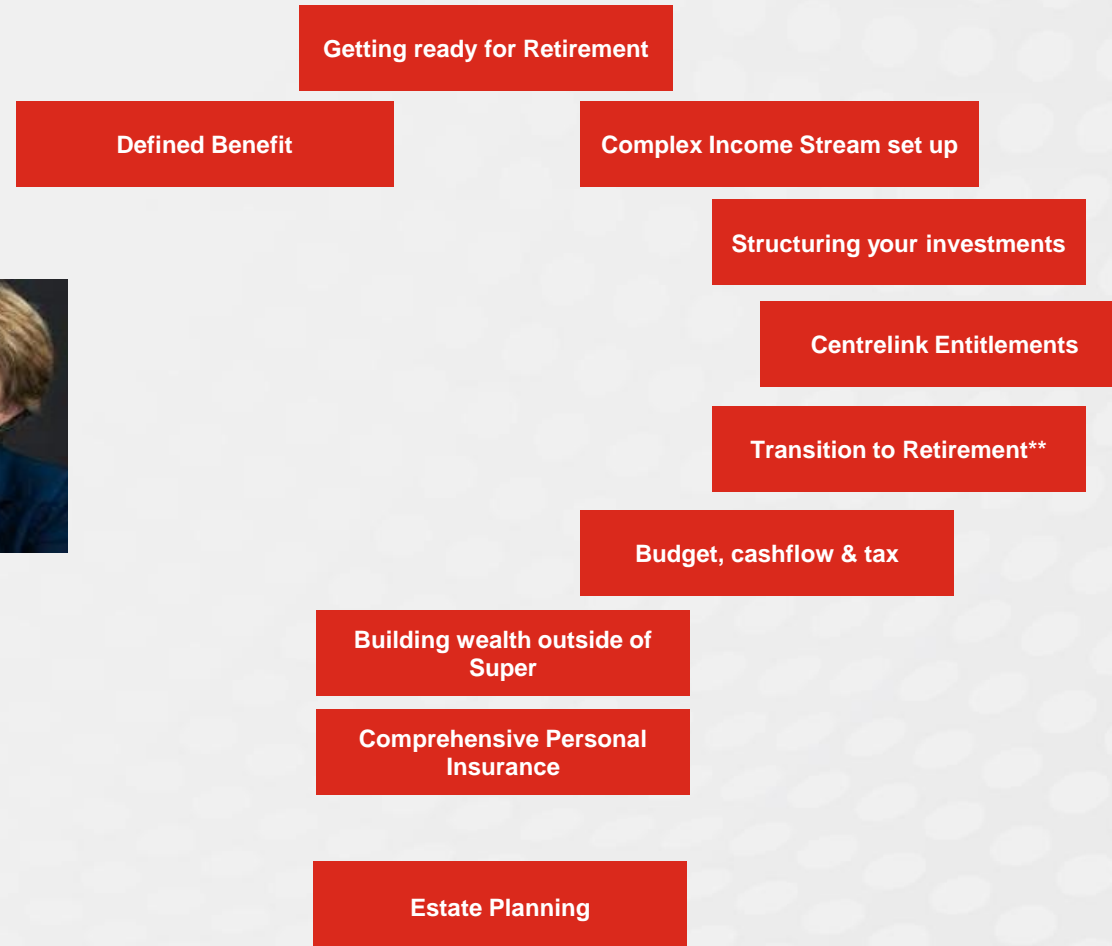 Getting ready for Retirement
Defined Benefit
Complex Income Stream set up
Structuring your investments
Centrelink Entitlements
Transition to Retirement**
Budget, cashflow & tax
Building wealth outside of
Super
Comprehensive Personal
Insurance
Estate Planning